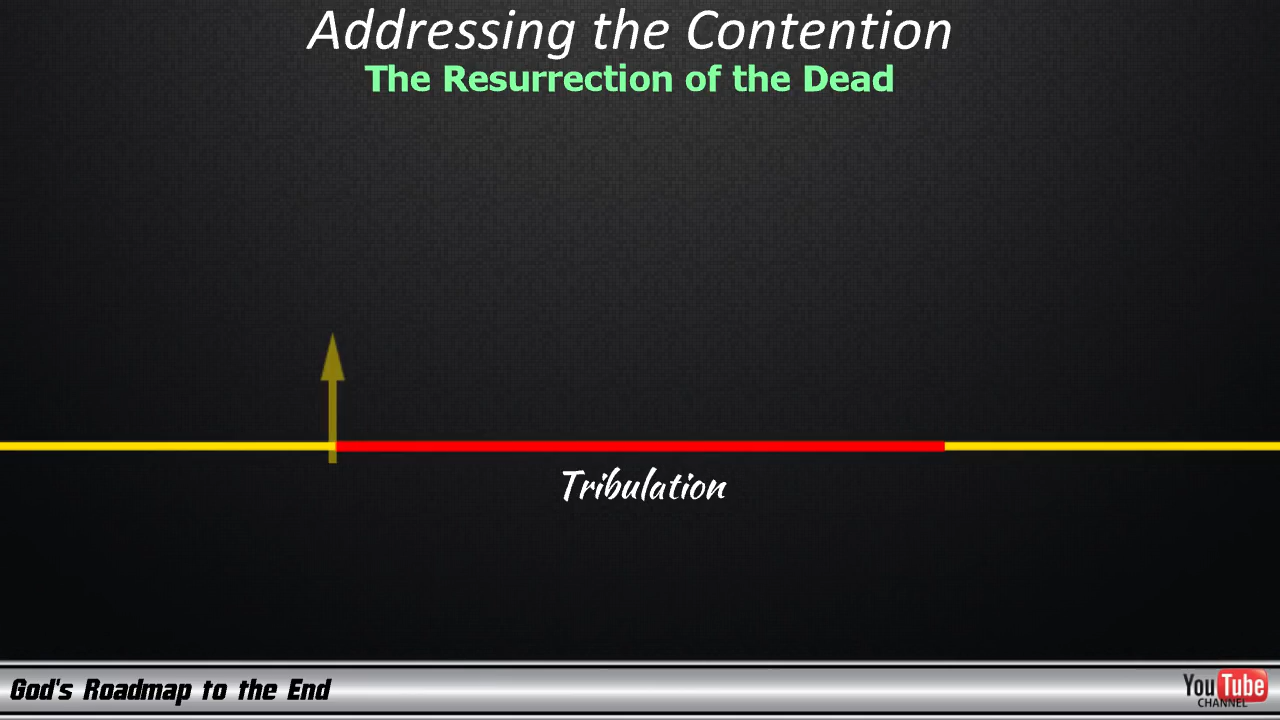 Addressing the Contention
The Resurrection of the Dead
Tribulation
God's Roadmap to the End
YouTube
CHANNEL